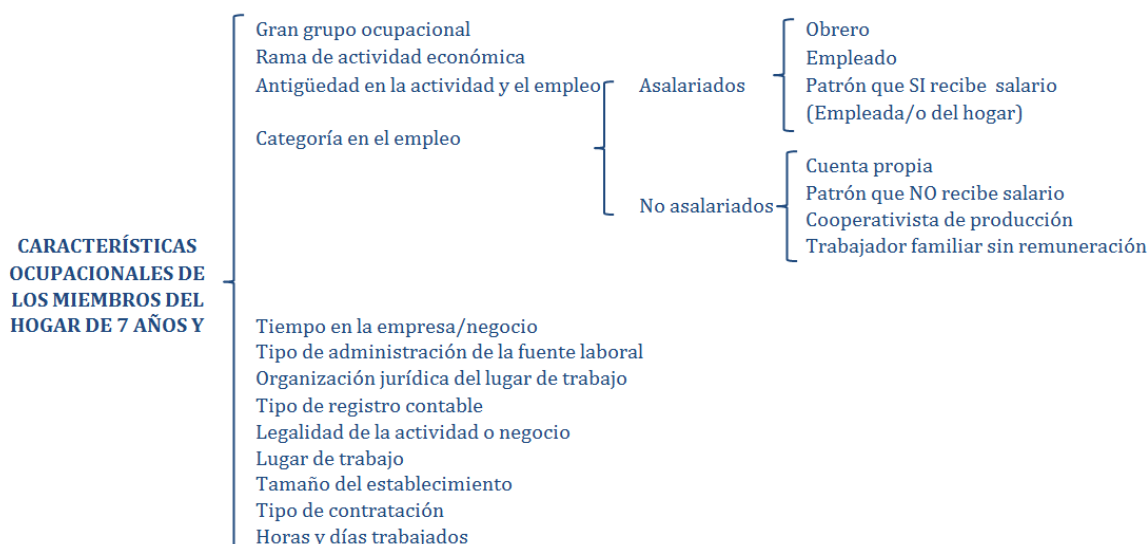 CARACTERÍSTICAS
OCUPACIONALES DE
LOS MIEMBROS DEL
HOGAR DE 7 AÑOS Y
Gran grupo ocupacional
Rama de actividad económica
Antigüedad en la actividad y el empleo
Categoría en el empleo
Asalariados
Obrero
Empleado
Patrón que SI recibe salario
(Empleada/o del hogar)
No asalariados
Cuenta propia
Patrón que NO recibe salario
Cooperativista de producción
Trabajador familiar sin remuneración
Tiempo en la empresa/negocio
Tipo de administración de la fuente laboral
Organización jurídica del lugar de trabajo
Tipo de registro contable
Legalidad de la actividad o negocio
Lugar de trabajo
Tamaño del establecimiento
Tipo de contratación
Horas y días trabajados